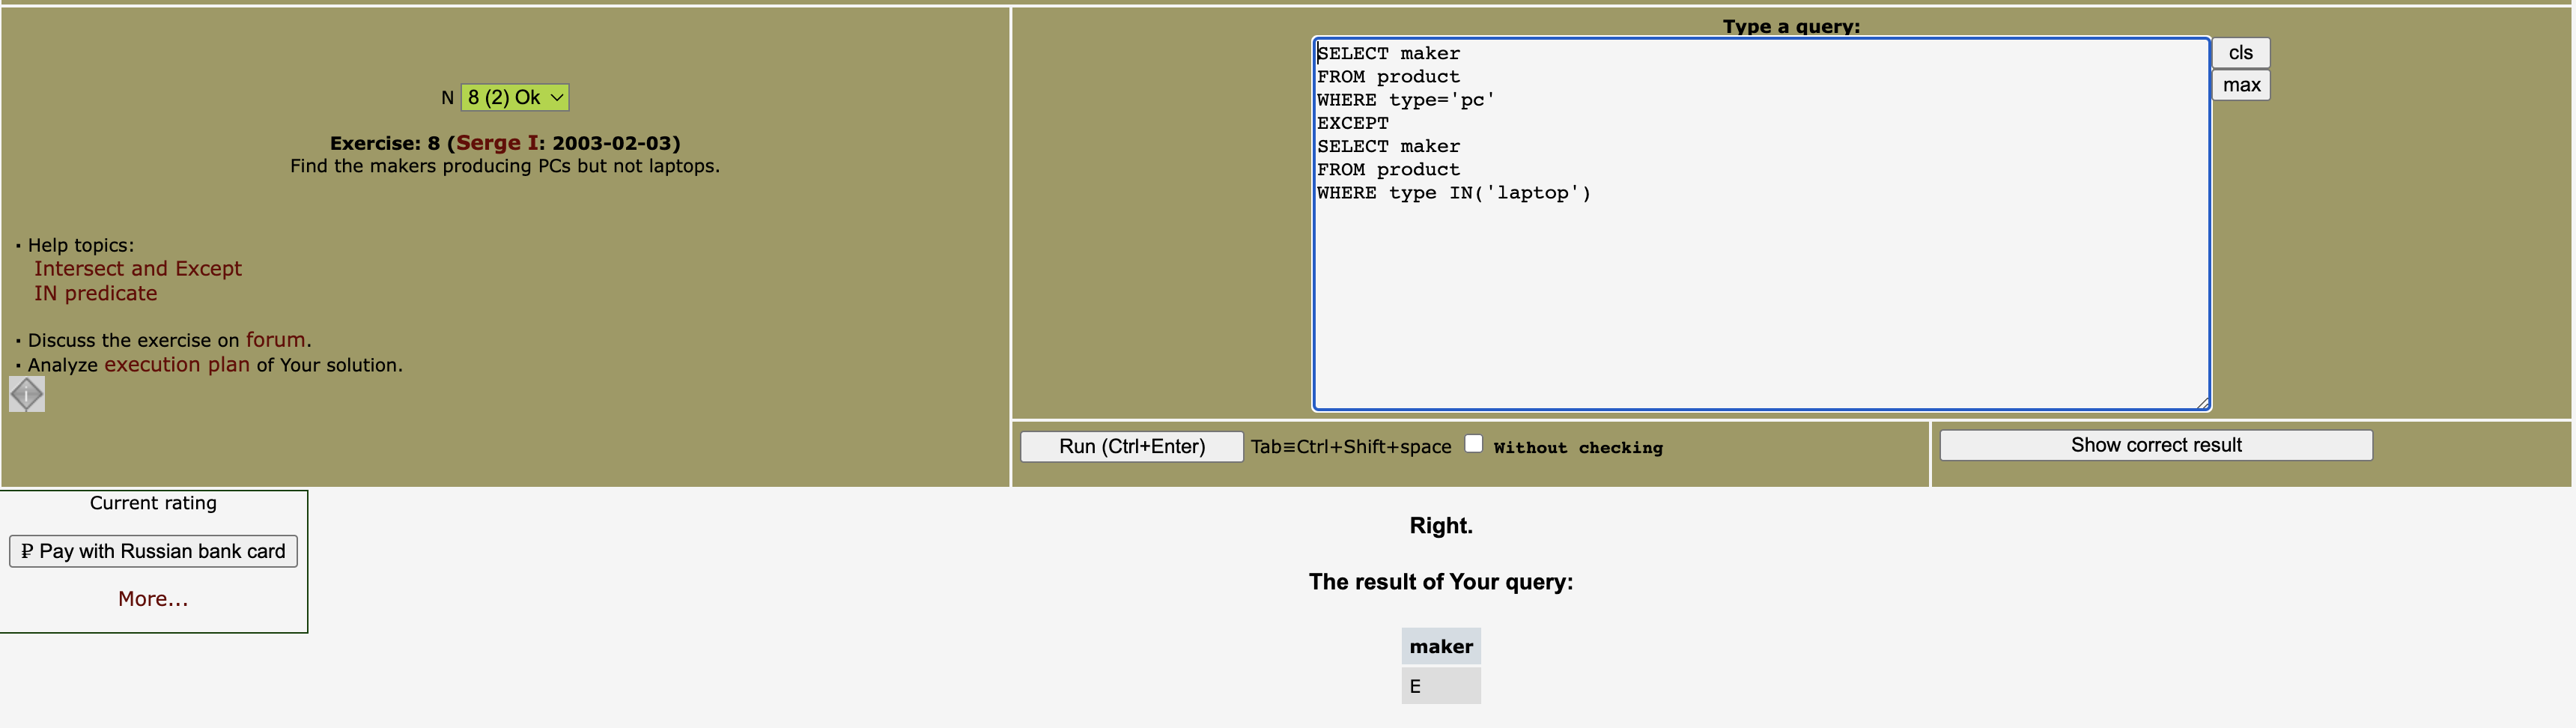 N 8 (2) Ok
Exercise: 8 (Serge I: 2003-02-03)
Find the makers producing PCs but not laptops.
▪ Help topics:
Intersect and Except
IN predicate
▪ Discuss the exercise on forum.
▪ Analyze execution plan of Your solution.
Type a query:
SELECT maker
FROM product
WHERE type='pc'
EXCEPT
SELECT maker
FROM product
WHERE type IN('laptop')
cls
max
Run (Ctrl+Enter) Tab≡Ctrl+Shift+space Without checking
Show correct result
Current rating
₽ Pay with Russian bank card
More...
Right.
The result of Your query:
maker
E